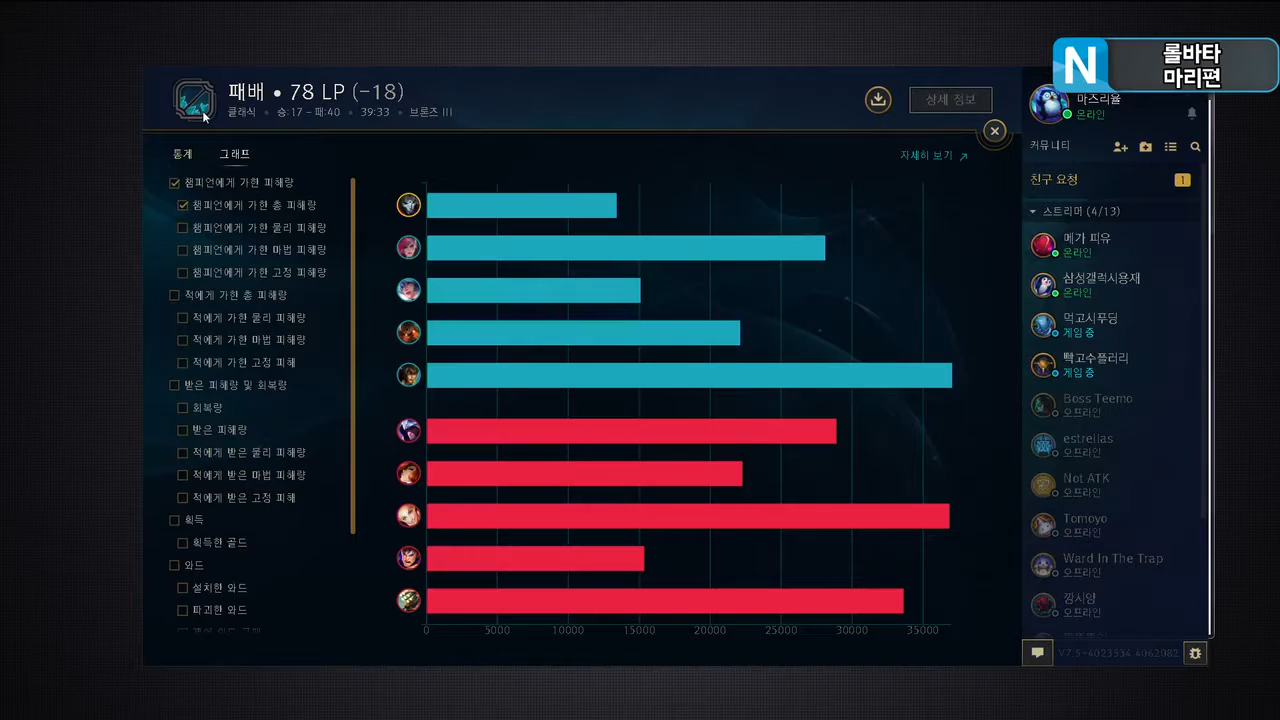 롤바타
마리편
N
패배 • 78 LP (-18)
클래식 • 승:17 - 패:40 • 39:33 • 브론즈 III
상세 정보
마즈리율
온라인
통계
그래프
자세히 보기
커뮤니티
친구 요청
1
스트리머 (4/13)
챔피언에게 가한 피해량
챔피언에게 가한 총 피해량
챔피언에게 가한 물리 피해량
챔피언에게 가한 마법 피해량
챔피언에게 가한 고정 피해량
적에게 가한 총 피해량
적에게 가한 물리 피해량
적에게 가한 마법 피해량
적에게 가한 고정 피해
받은 피해량 및 회복량
회복량
받은 피해량
적에게 받은 물리 피해량
적에게 받은 마법 피해량
적에게 받은 고정 피해
획득
획득한 골드
와드
설치한 와드
파괴한 와드
0 5000 10000 15000 20000 25000 30000 35000
메가 피유
온라인
삼성갤럭시용재
온라인
먹고시푸딩
게임 중
빡고수플러리
게임 중
Boss Teemo
오프라인
estrellas
오프라인
Not ATK
오프라인
Tomoyo
오프라인
Ward In The Trap
오프라인
깜시얌
오프라인
V7.5-4023534.4062082